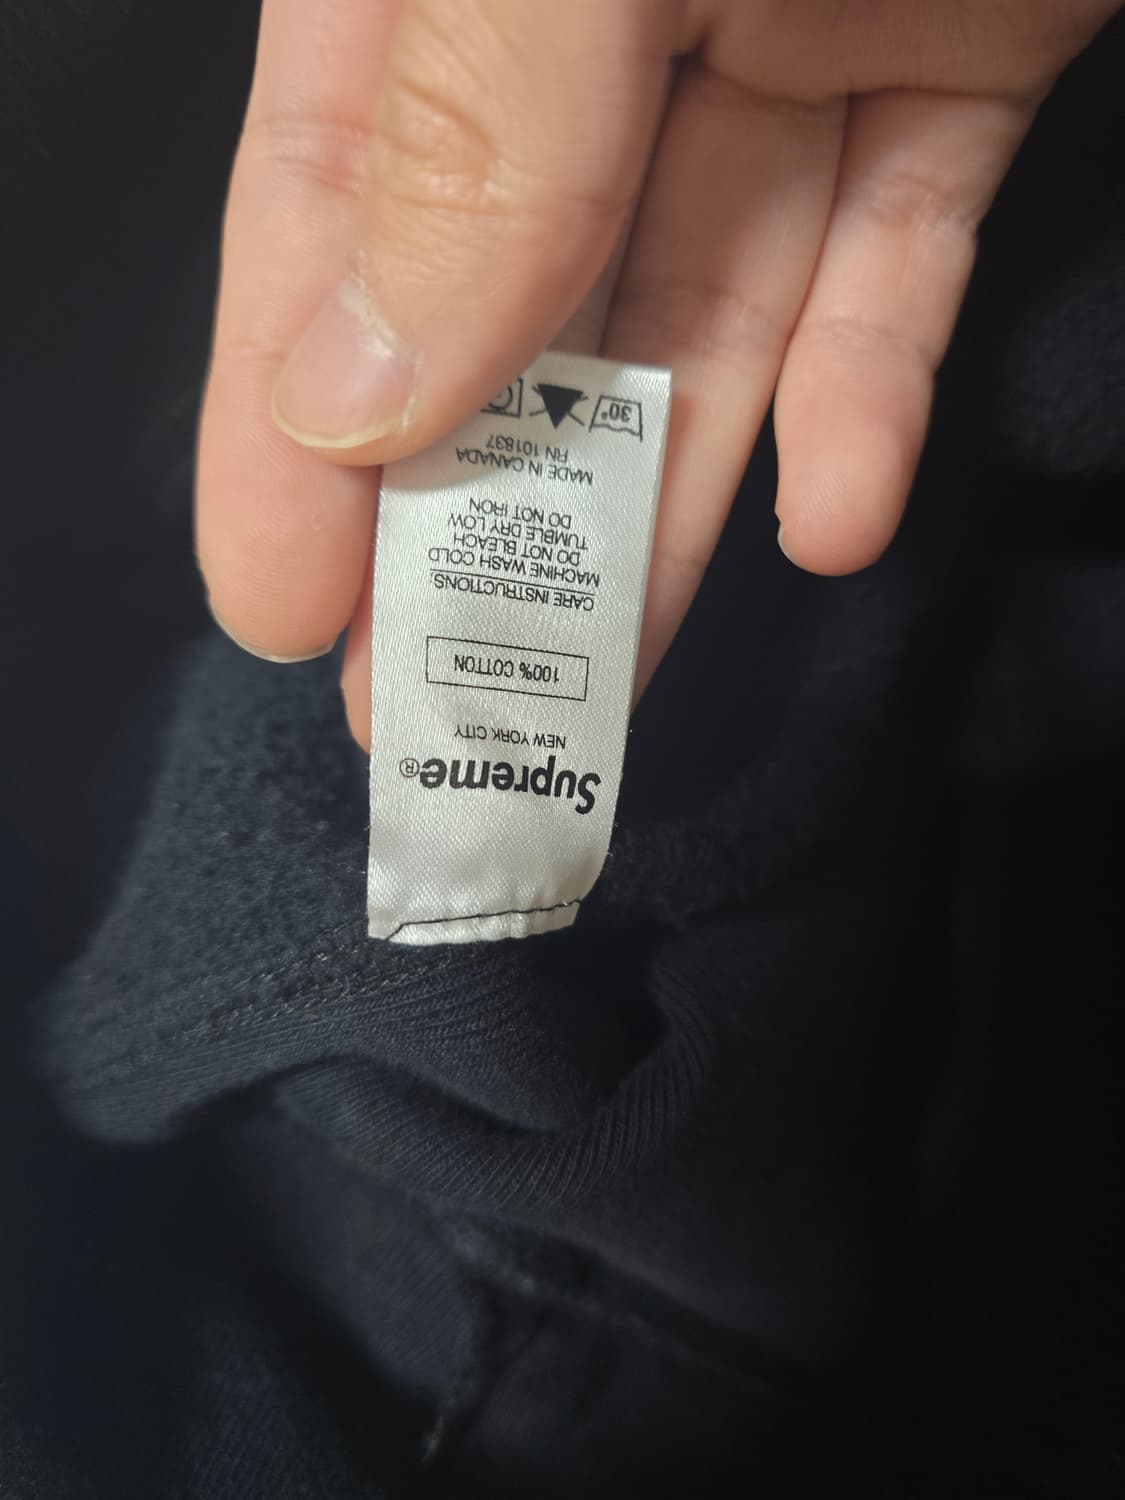 Supreme®
NEW YORK CITY
100% COTTON
CARE INSTRUCTIONS
MACHINE WASH COLD
DO NOT BLEACH
TUMBLE DRY LOW
DO NOT IRON
MADE IN CANADA
RN 101837
30°